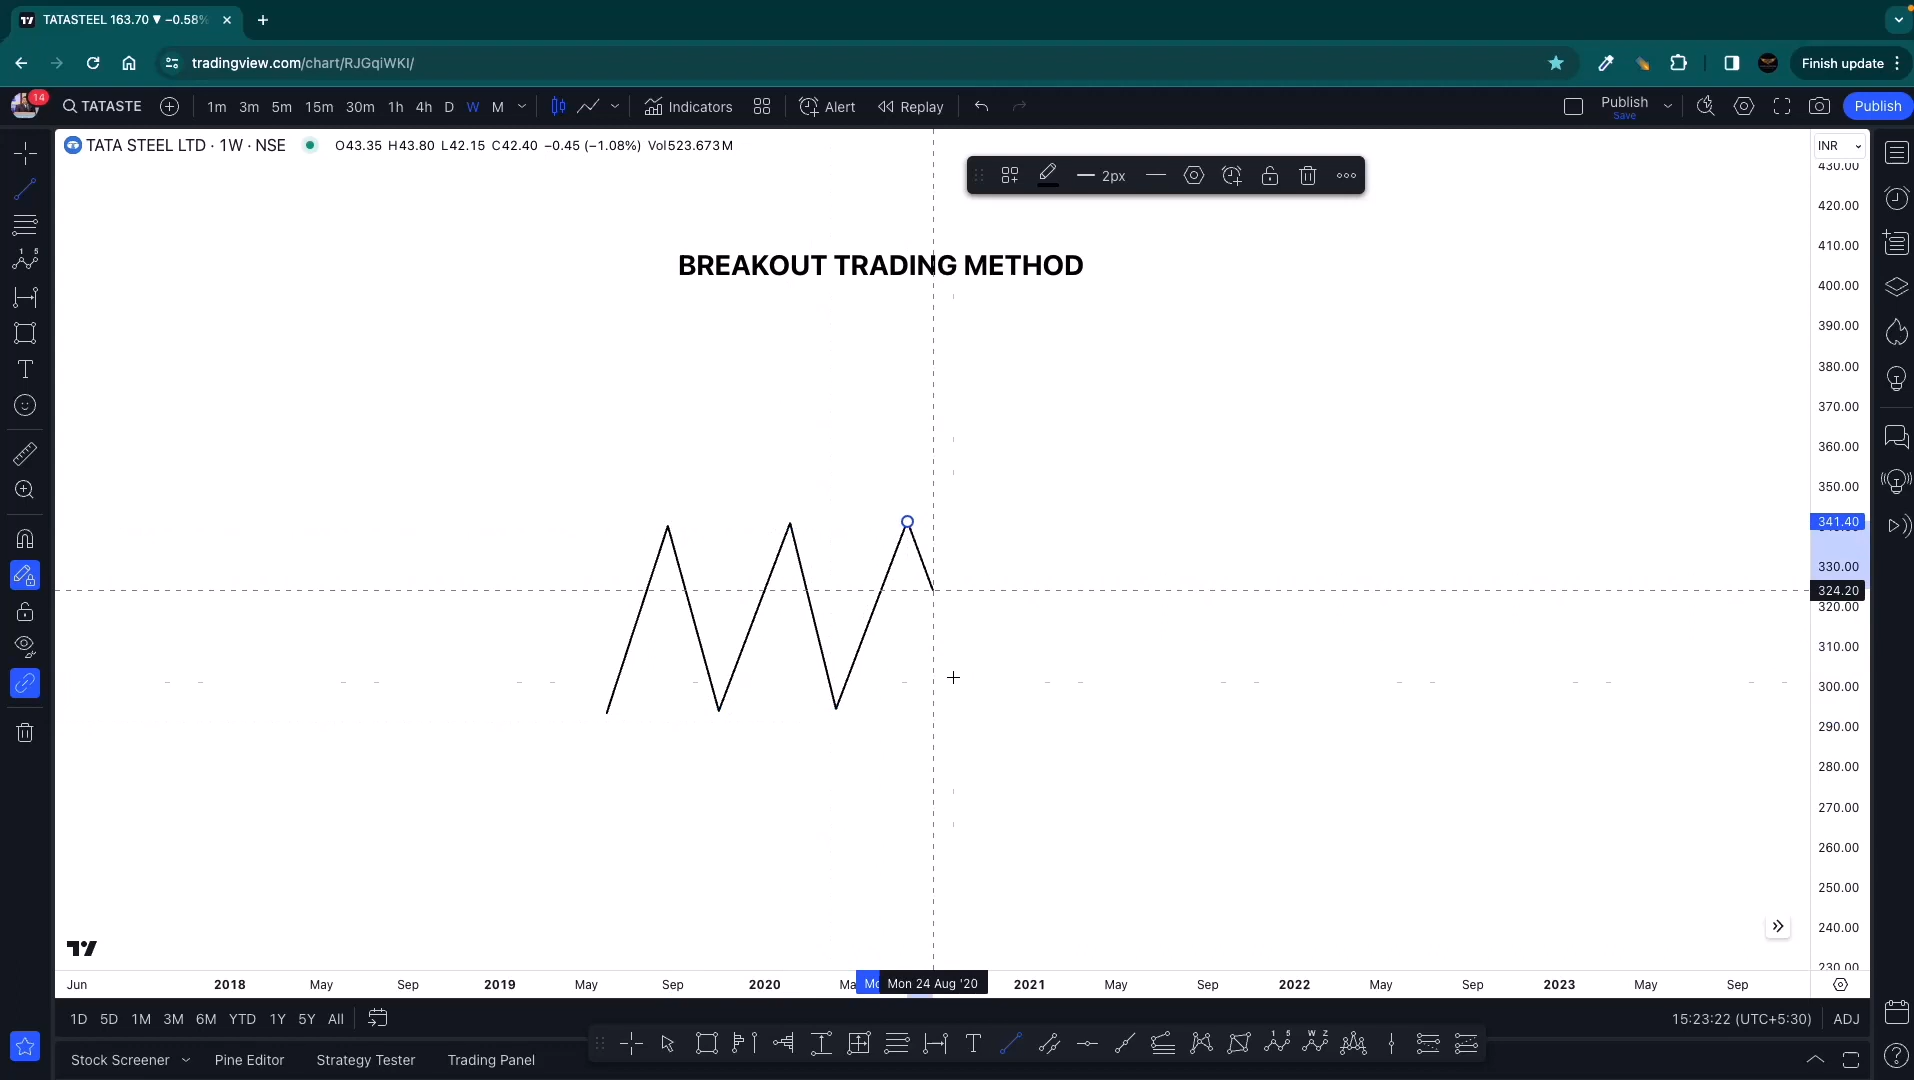 TATASTEEL 163.70 ▼ −0.58%
tradingview.com/chart/RJGqiWKI/
Finish update
14
TATASTE
1m 3m 5m 15m 30m 1h 4h D W M
Indicators
Alert
Replay
Publish
Save
Publish
TATA STEEL LTD · 1W · NSE
O43.35 H43.80 L42.15 C42.40 −0.45 (−1.08%) Vol523.673M
INR
2px
BREAKOUT TRADING METHOD
430.00
420.00
410.00
400.00
390.00
380.00
370.00
360.00
350.00
341.40
330.00
324.20
320.00
310.00
300.00
290.00
280.00
270.00
260.00
250.00
240.00
230.00
Jun 2018 May Sep 2019 May Sep 2020 Ma Mo Mon 24 Aug '20 2021 May Sep 2022 May Sep 2023 May Sep
1D 5D 1M 3M 6M YTD 1Y 5Y All
15:23:22 (UTC+5:30) ADJ
Stock Screener Pine Editor Strategy Tester Trading Panel